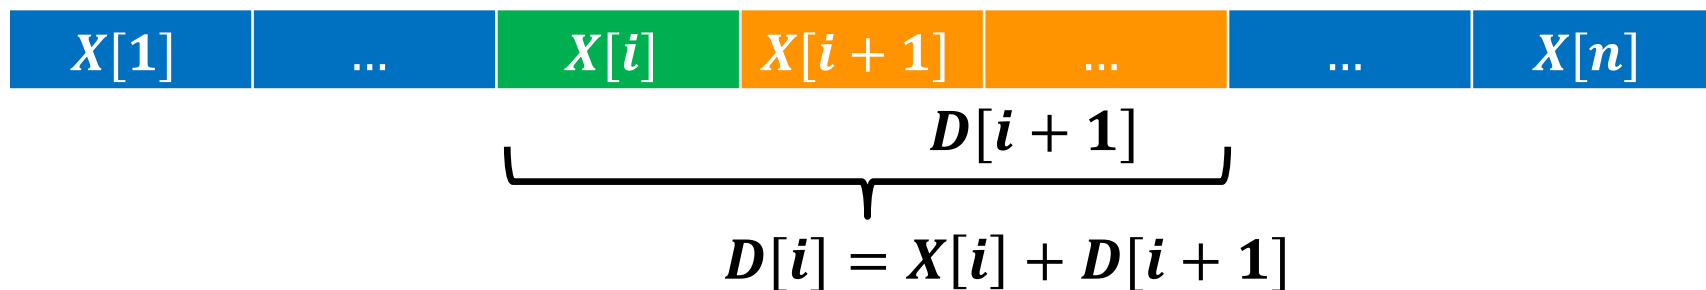 X[1] ... X[i] X[i + 1] ... ... X[n]
D[i + 1]
D[i] = X[i] + D[i + 1]